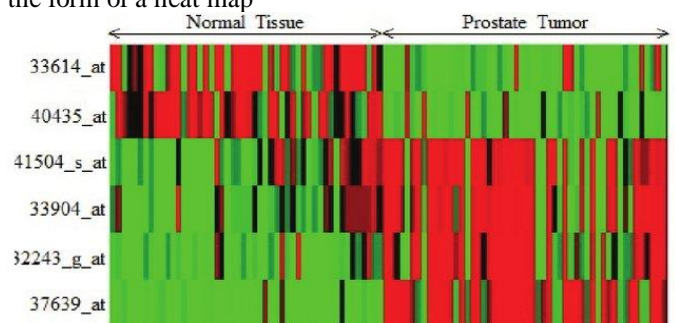 the form of a heat map
Normal Tissue Prostate Tumor
33614_at
40435_at
41504_s_at
33904_at
32243_g_at
37639_at